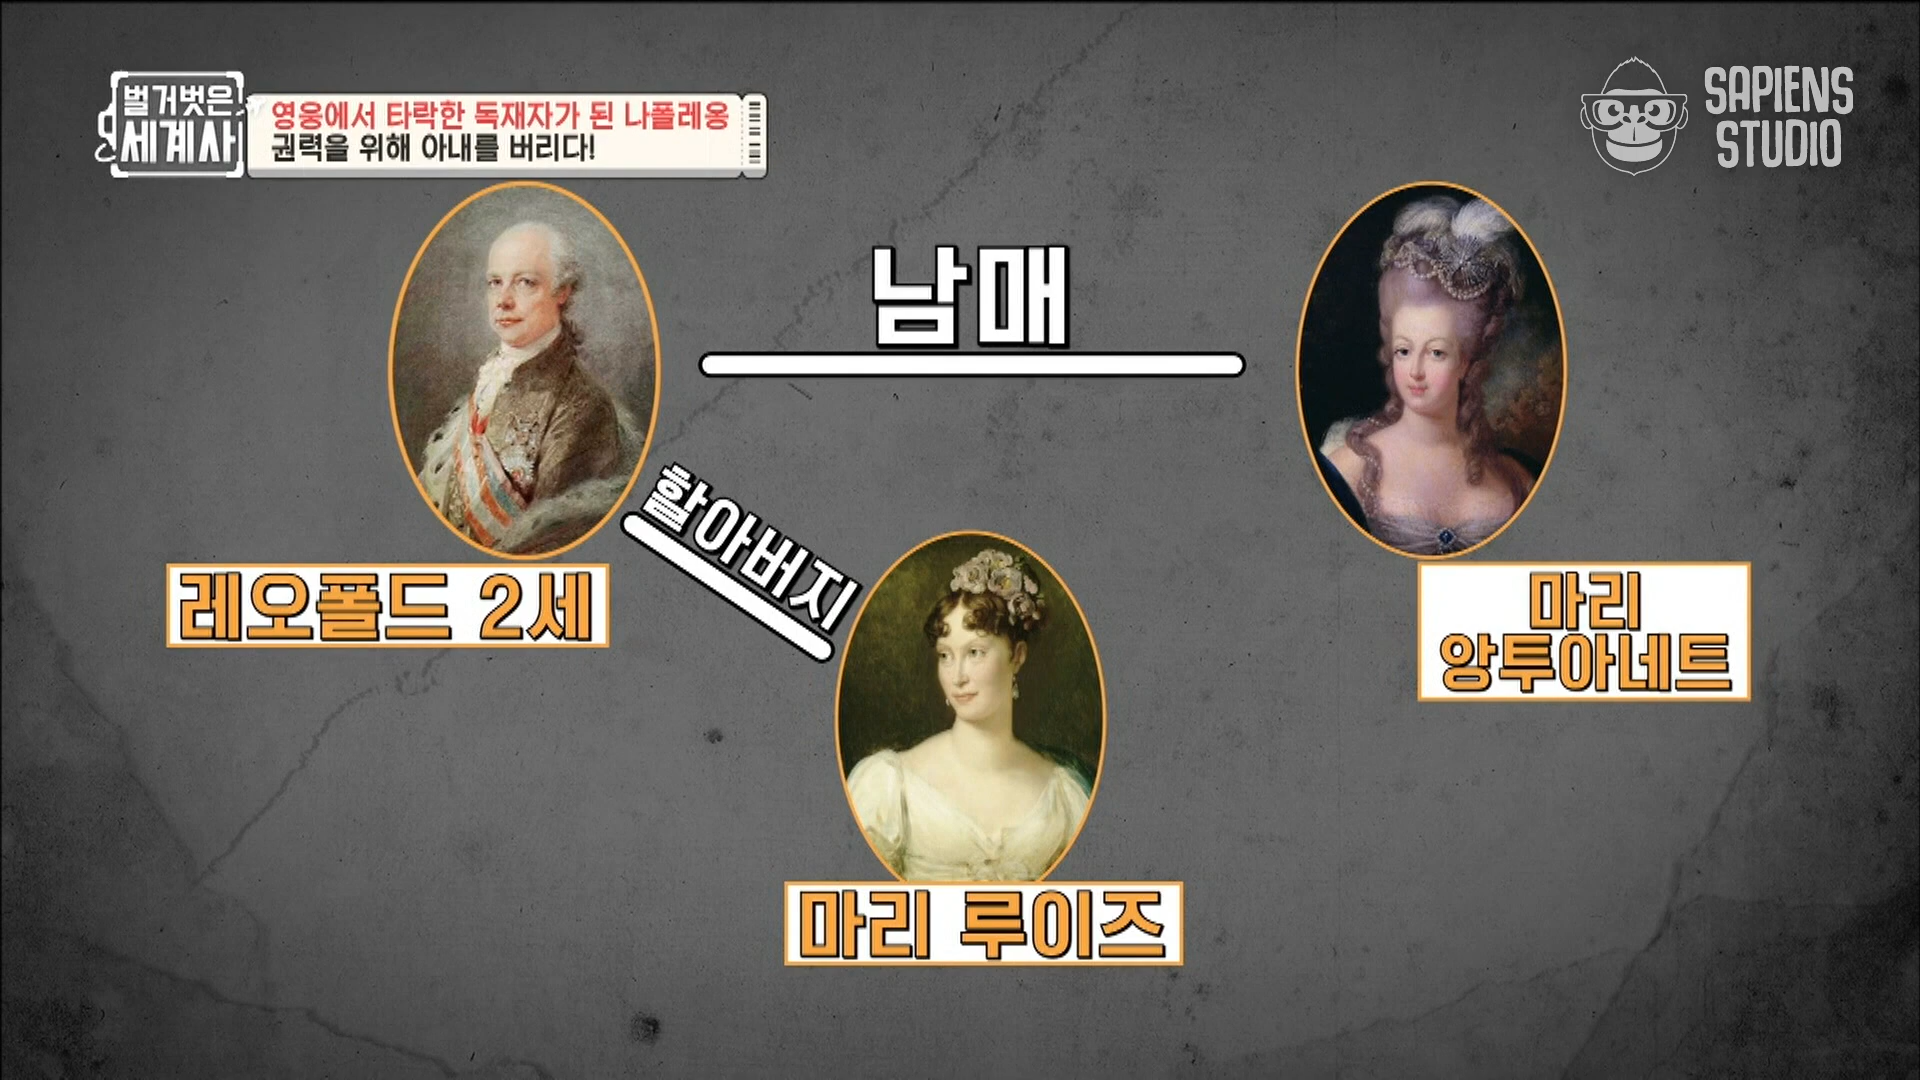 벌거벗은
세계사
영웅에서 타락한 독재자가 된 나폴레옹
권력을 위해 아내를 버리다!
SAPIENS
STUDIO
남매
할아버지
레오폴드 2세
마리
앙투아네트
마리 루이즈